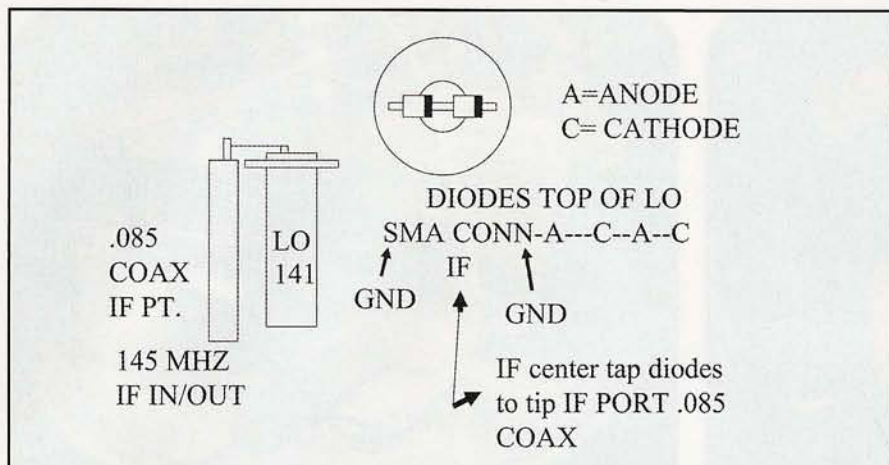 A=ANODE
C= CATHODE
DIODES TOP OF LO
SMA CONN-A---C--A--C
IF
GND
GND
.085
COAX
IF PT.
LO
141
145 MHZ
IF IN/OUT
IF center tap diodes
to tip IF PORT .085
COAX